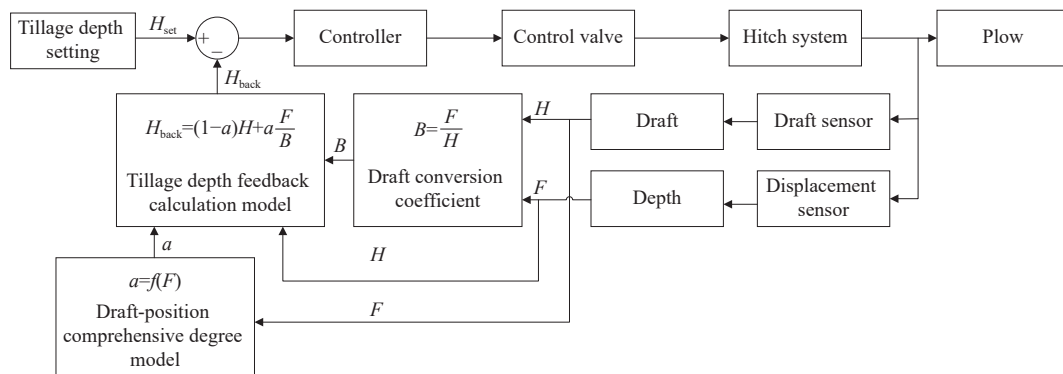 Tillage depth
setting
H_set
+
−
Controller
Control valve
Hitch system
Plow
H_back
H_back=(1−a)H+a F/B
Tillage depth feedback
calculation model
B
B=F/H
Draft conversion
coefficient
H
Draft
Draft sensor
F
Depth
Displacement
sensor
a
H
a=f(F)
Draft-position
comprehensive degree
model
F